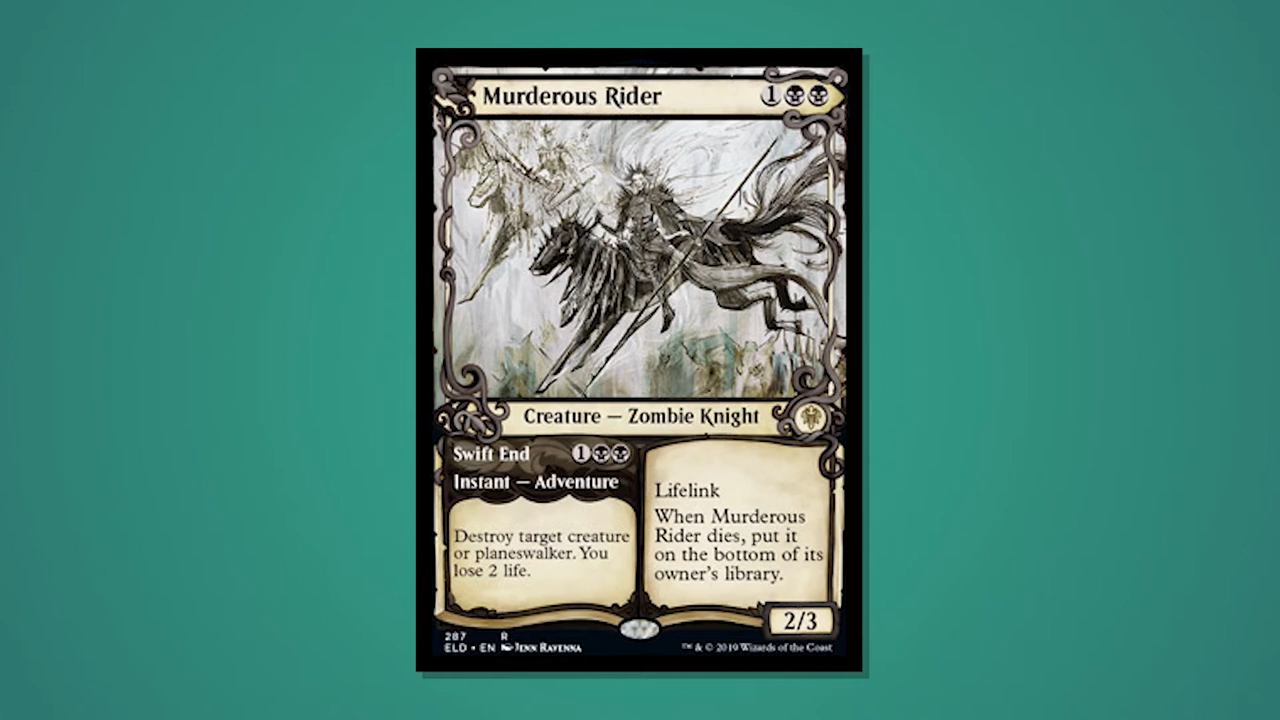 Murderous Rider 1
Creature — Zombie Knight
Swift End 1
Instant — Adventure
Destroy target creature
or planeswalker. You
lose 2 life.
Lifelink
When Murderous
Rider dies, put it
on the bottom of its
owner's library.
2/3
287 R
ELD • EN Jenn Ravenna
™ & © 2019 Wizards of the Coast